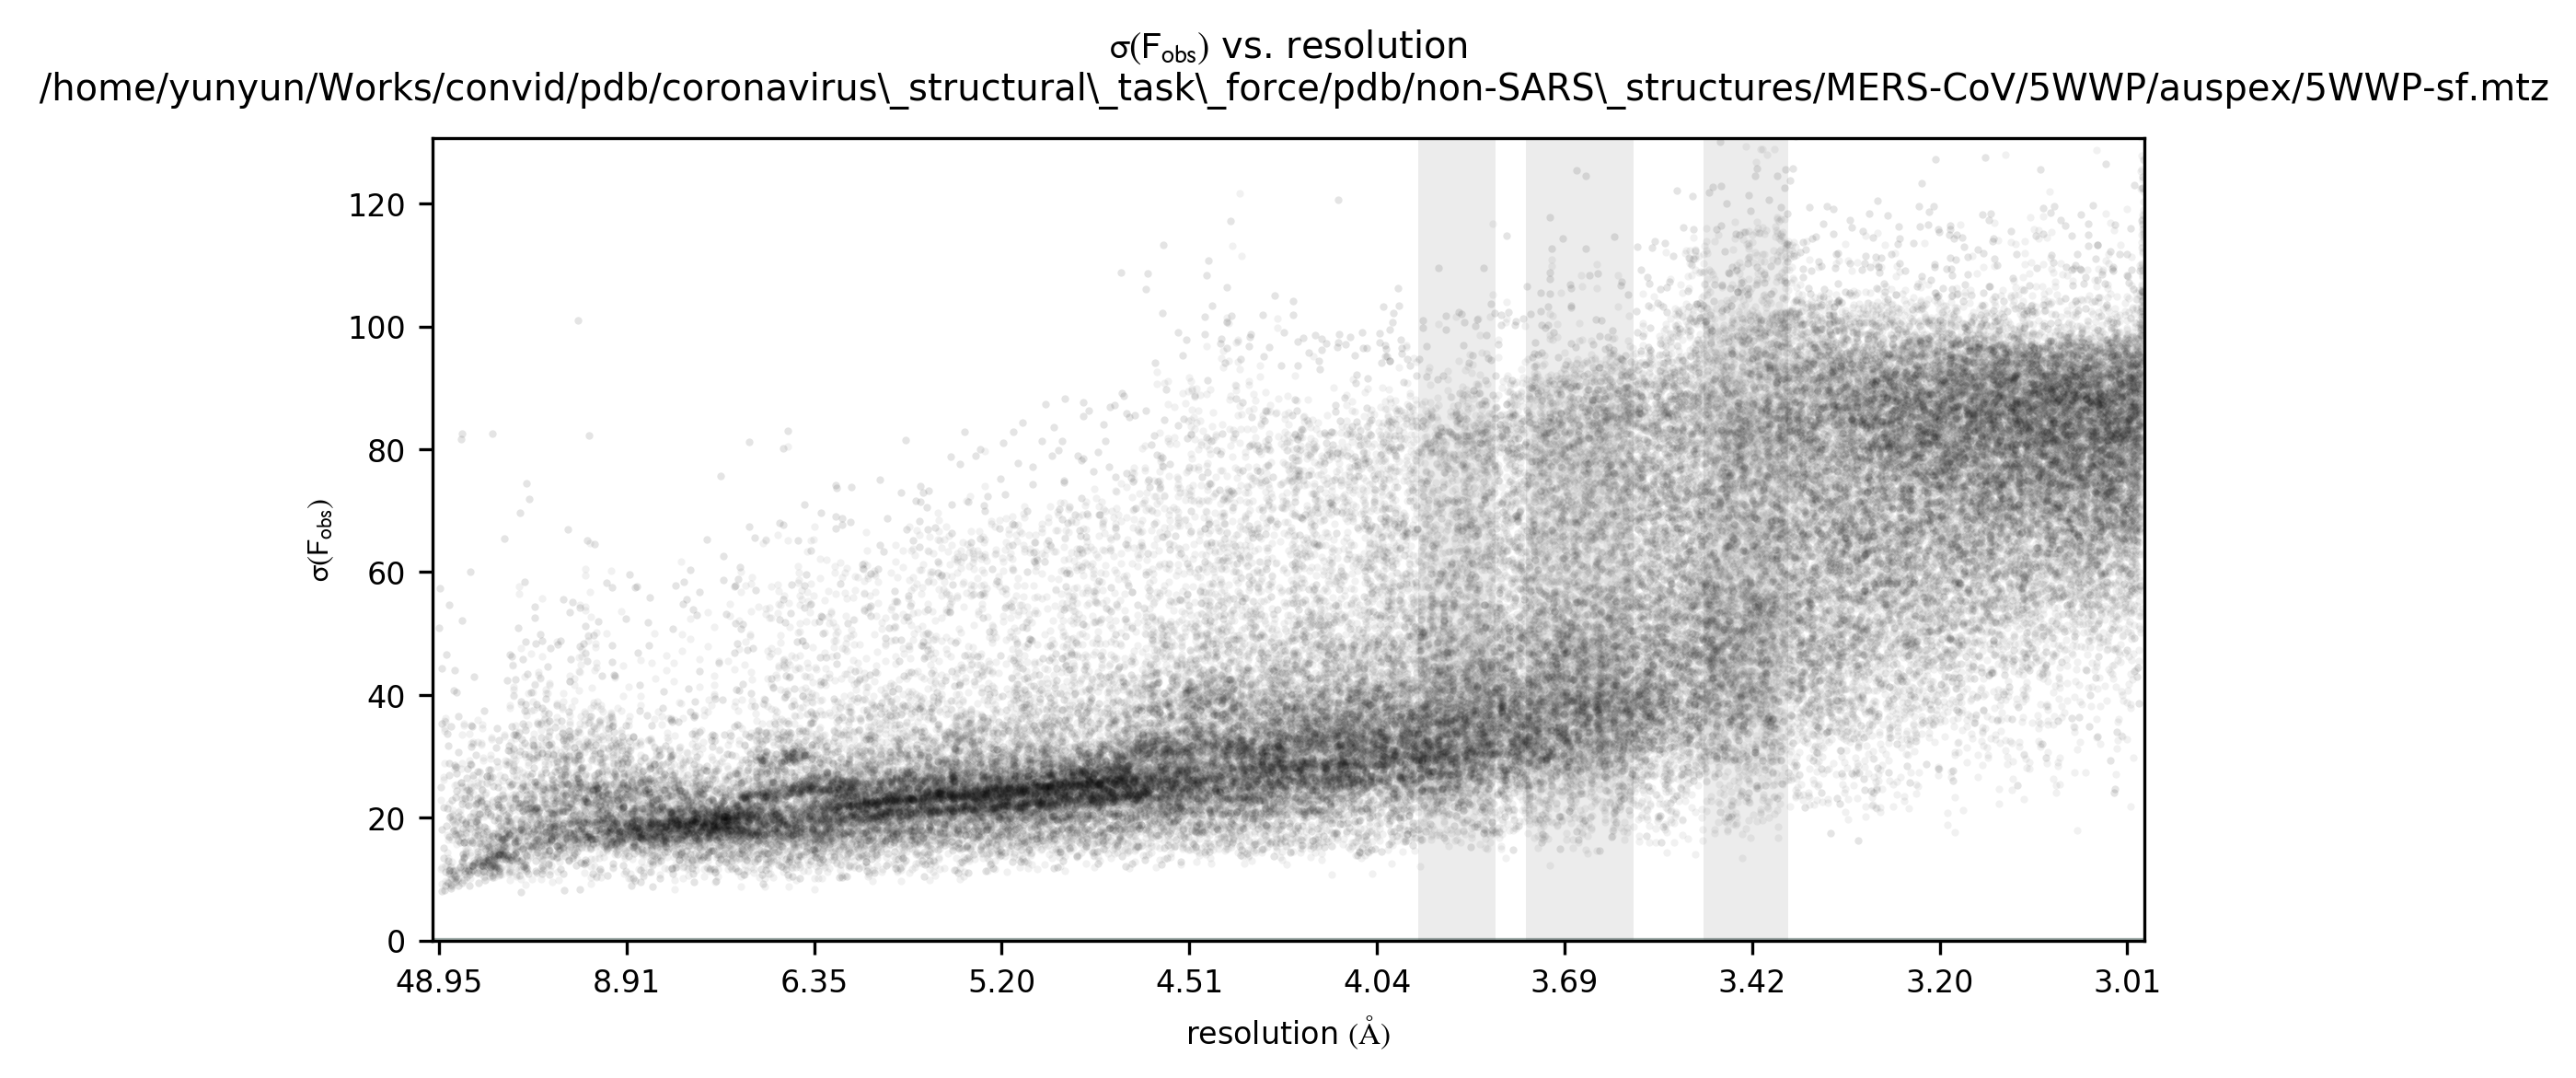 σ(F_obs) vs. resolution
/home/yunyun/Works/convid/pdb/coronavirus\_structural\_task\_force/pdb/non-SARS\_structures/MERS-CoV/5WWP/auspex/5WWP-sf.mtz
120
100
80
60
40
20
0
σ(F_obs)
48.95 8.91 6.35 5.20 4.51 4.04 3.69 3.42 3.20 3.01
resolution (Å)